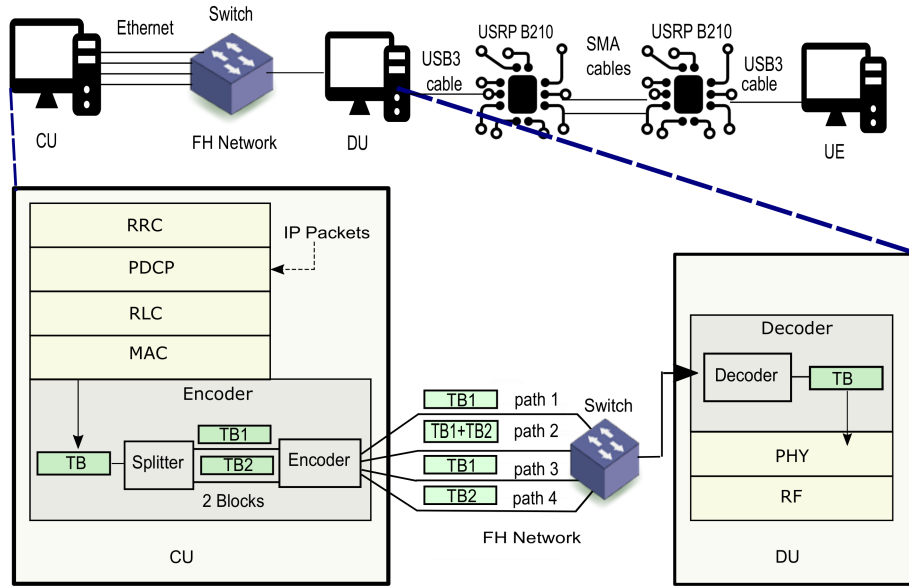 Switch
USRP B210
USRP B210
Ethernet
USB3
cable
SMA
cables
USB3
cable
CU
FH Network
DU
UE
RRC
IP Packets
PDCP
RLC
MAC
Encoder
TB
Splitter
TB1
TB2
2 Blocks
Encoder
CU
TB1 path 1
TB1+TB2 path 2
TB1 path 3
TB2 path 4
Switch
FH Network
Decoder
Decoder
TB
PHY
RF
DU